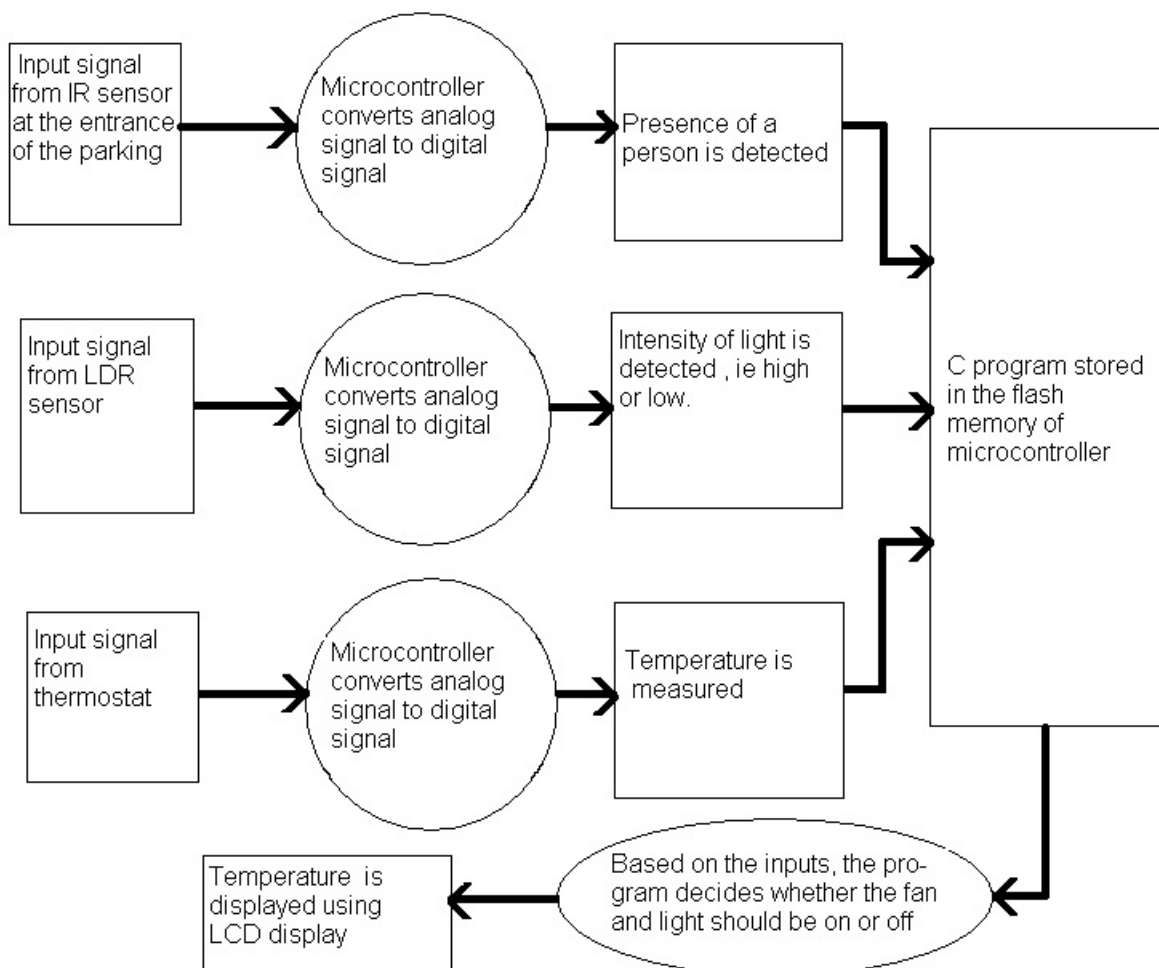 Input signal
from IR sensor
at the entrance
of the parking
Microcontroller
converts analog
signal to digital
signal
Presence of a
person is detected
Input signal
from LDR
sensor
Microcontroller
converts analog
signal to digital
signal
Intensity of light is
detected , ie high
or low.
C program stored
in the flash
memory of
microcontroller
Input signal
from
thermostat
Microcontroller
converts analog
signal to digital
signal
Temperature is
measured
Based on the inputs, the pro-
gram decides whether the fan
and light should be on or off
Temperature is
displayed using
LCD display